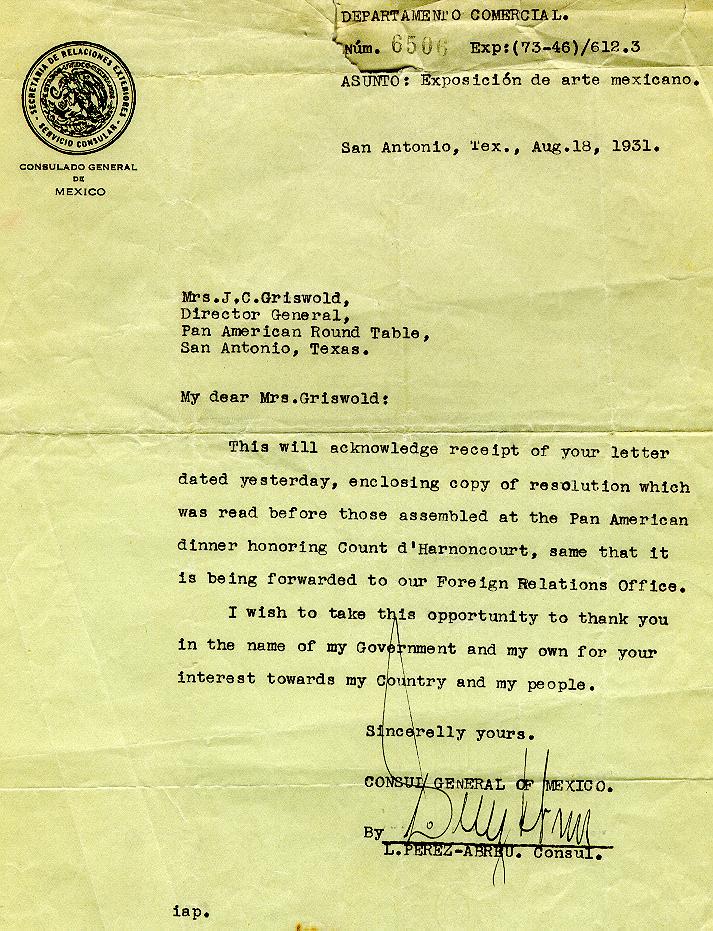 DEPARTAMENTO COMERCIAL.
Núm. 6506 Exp:(73-46)/612.3
ASUNTO: Exposición de arte mexicano.
SECRETARIA DE RELACIONES EXTERIORES
SERVICIO CONSULAR
CONSULADO GENERAL
DE
MEXICO
San Antonio, Tex., Aug.18, 1931.
Mrs.J.C.Griswold,
Director General,
Pan American Round Table,
San Antonio, Texas.
My dear Mrs.Griswold:
This will acknowledge receipt of your letter
dated yesterday, enclosing copy of resolution which
was read before those assembled at the Pan American
dinner honoring Count d'Harnoncourt, same that it
is being forwarded to our Foreign Relations Office.
I wish to take this opportunity to thank you
in the name of my Government and my own for your
interest towards my Country and my people.
Sincerelly yours.
CONSUL GENERAL OF MEXICO.
By
L.PEREZ-ABREU. Consul.
iap.